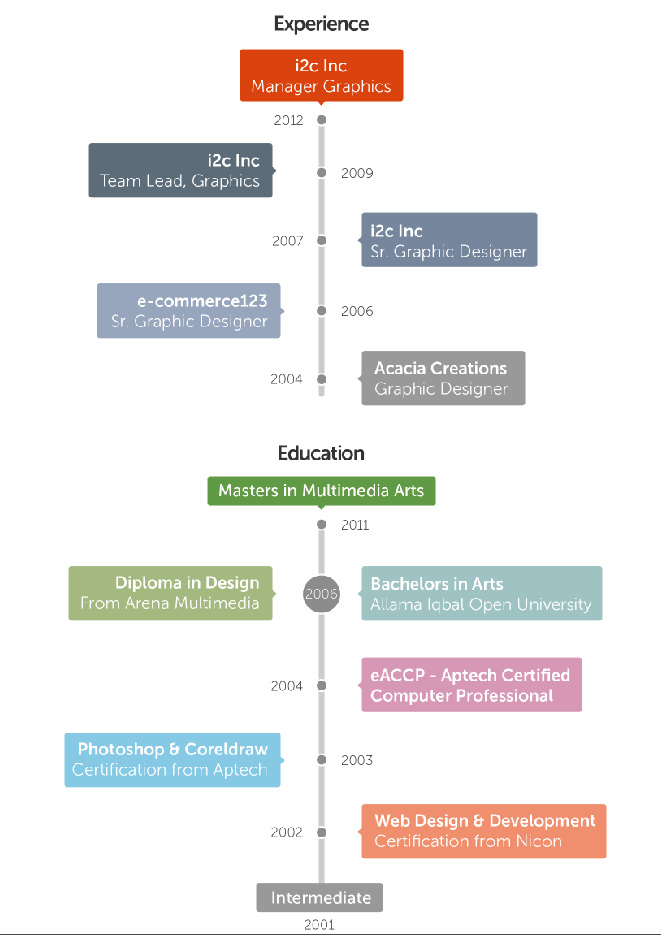 Experience
i2c Inc
Manager Graphics
2012
i2c Inc
Team Lead, Graphics
2009
2007
i2c Inc
Sr. Graphic Designer
e-commerce123
Sr. Graphic Designer
2006
2004
Acacia Creations
Graphic Designer
Education
Masters in Multimedia Arts
2011
Diploma in Design
From Arena Multimedia
2006
Bachelors in Arts
Allama Iqbal Open University
2004
eACCP - Aptech Certified
Computer Professional
Photoshop & Coreldraw
Certification from Aptech
2003
2002
Web Design & Development
Certification from Nicon
Intermediate
2001